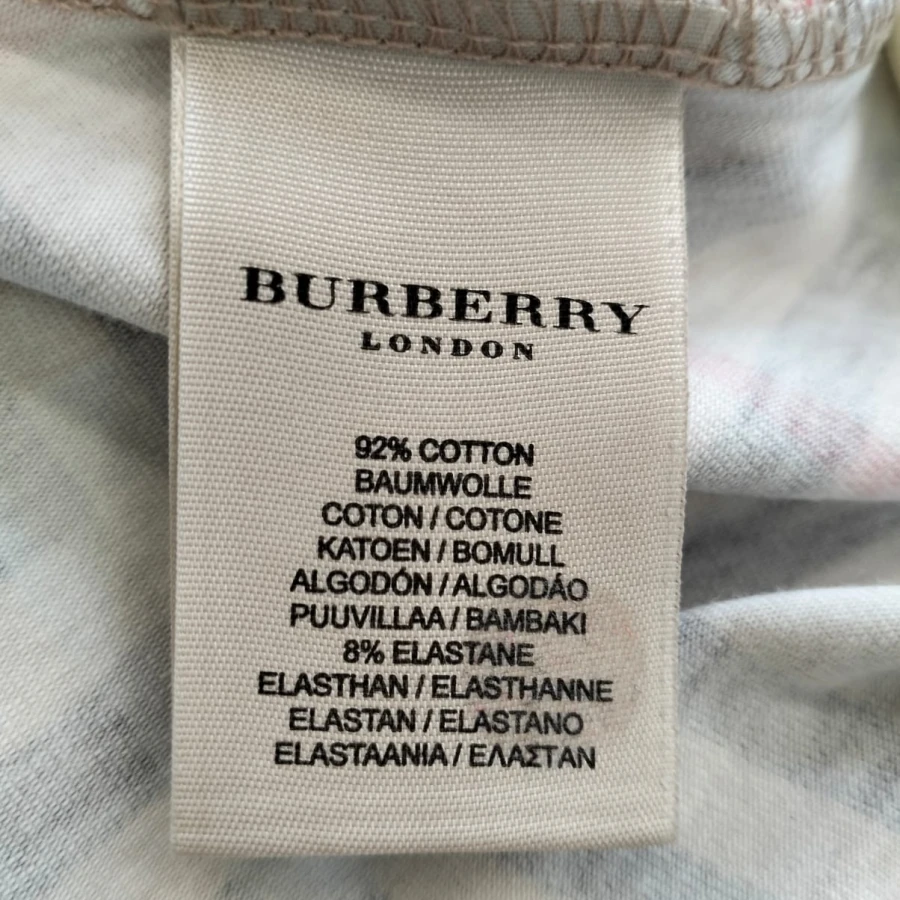 BURBERRY
LONDON
92% COTTON
BAUMWOLLE
COTON / COTONE
KATOEN / BOMULL
ALGODÓN / ALGODÁO
PUUVILLAA / BAMBAKI
8% ELASTANE
ELASTHAN / ELASTHANNE
ELASTAN / ELASTANO
ELASTAANIA / ΕΛΑΣΤΑΝ